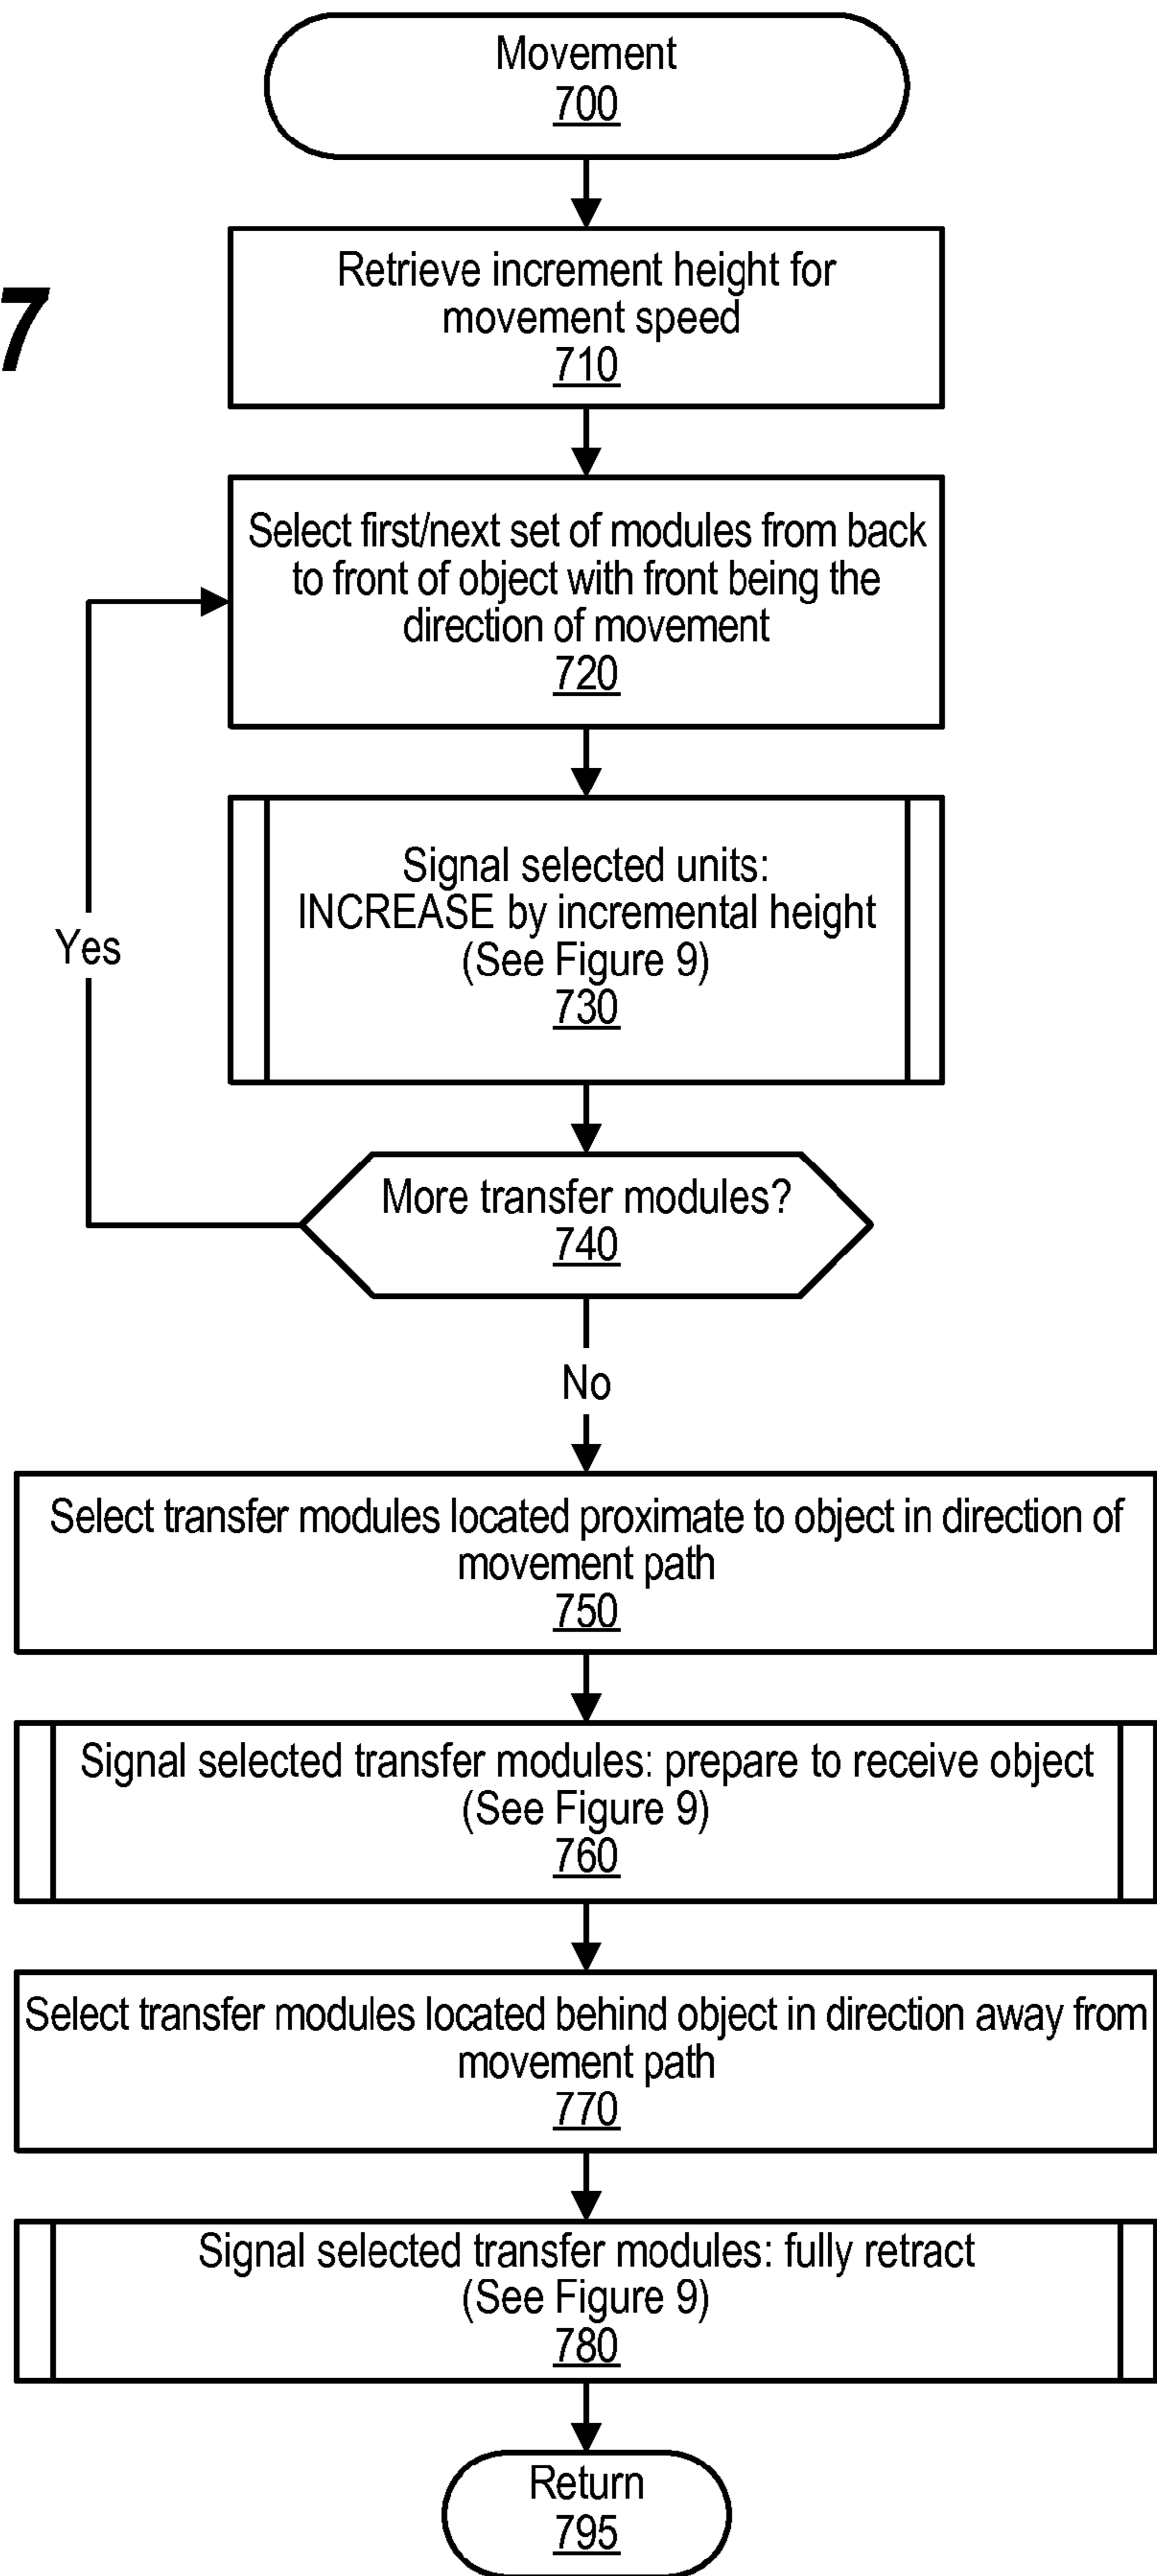 Movement
700
7
Retrieve increment height for
movement speed
710
Select first/next set of modules from back
to front of object with front being the
direction of movement
720
Signal selected units:
INCREASE by incremental height
(See Figure 9)
730
Yes
More transfer modules?
740
No
Select transfer modules located proximate to object in direction of
movement path
750
Signal selected transfer modules: prepare to receive object
(See Figure 9)
760
Select transfer modules located behind object in direction away from
movement path
770
Signal selected transfer modules: fully retract
(See Figure 9)
780
Return
795